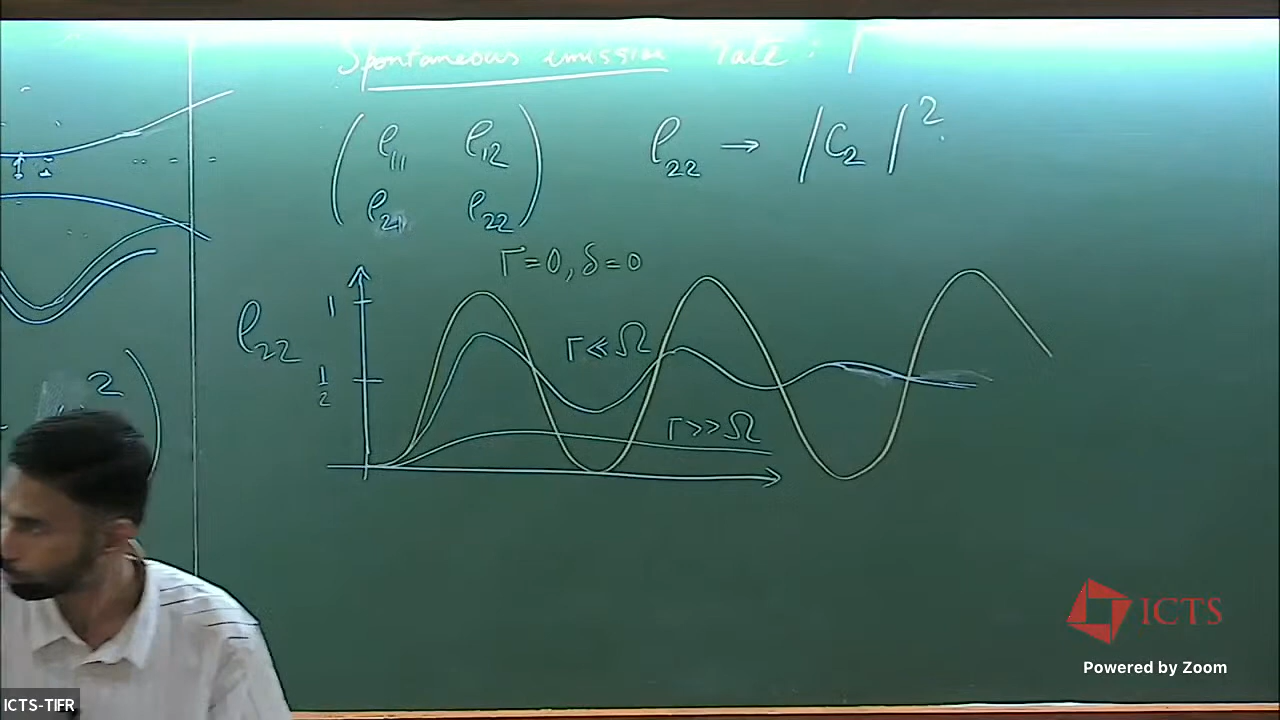 Spontaneous emission rate : Γ
ρ₁₁ ρ₁₂
ρ₂₁ ρ₂₂
ρ₂₂ → |C₂|²
Γ=0, δ=0
1
ρ₂₂
Γ≪Ω
1/2
Γ>>Ω
2
ICTS
Powered by Zoom
ICTS-TIFR